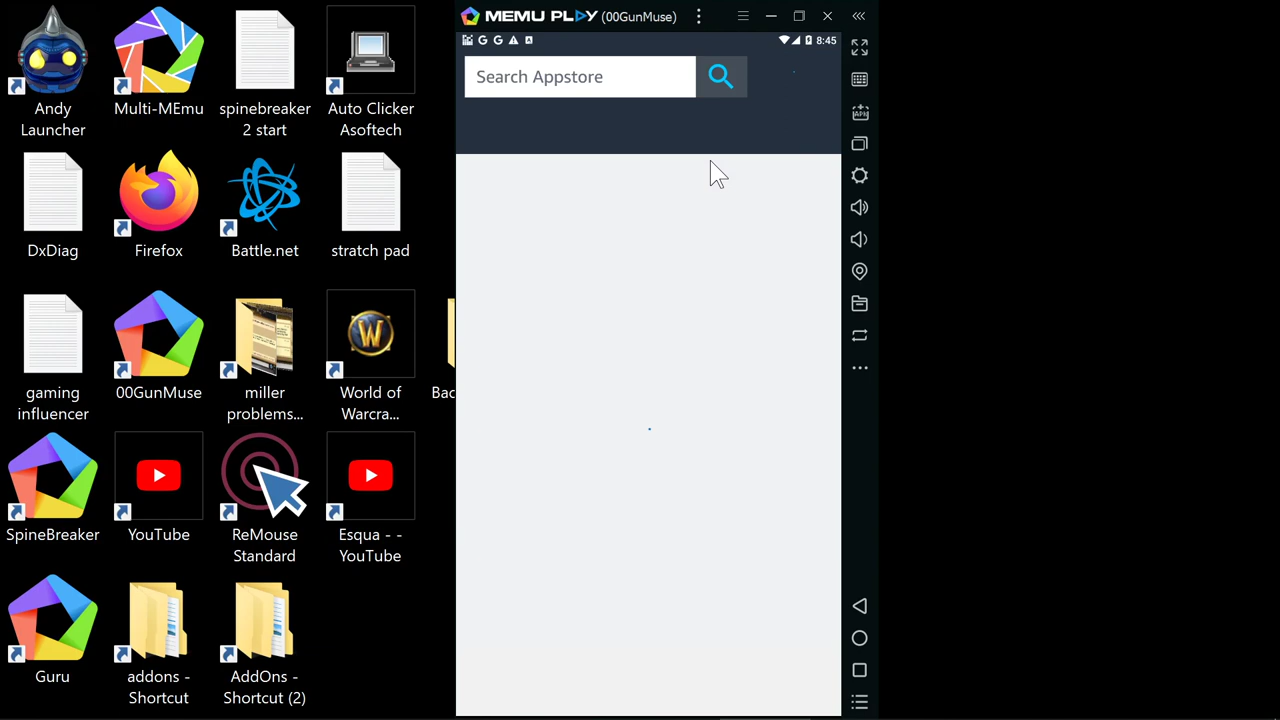 MEMU PLAY (00GunMuse)
8:45
Search Appstore
APK
Andy
Launcher
Multi-MEmu
spinebreaker
2 start
Auto Clicker
Asoftech
DxDiag
Firefox
Battle.net
stratch pad
gaming
influencer
00GunMuse
miller
problems...
World of
Warcra...
Bac
SpineBreaker
YouTube
ReMouse
Standard
Esqua - -
YouTube
Guru
addons -
Shortcut
AddOns -
Shortcut (2)